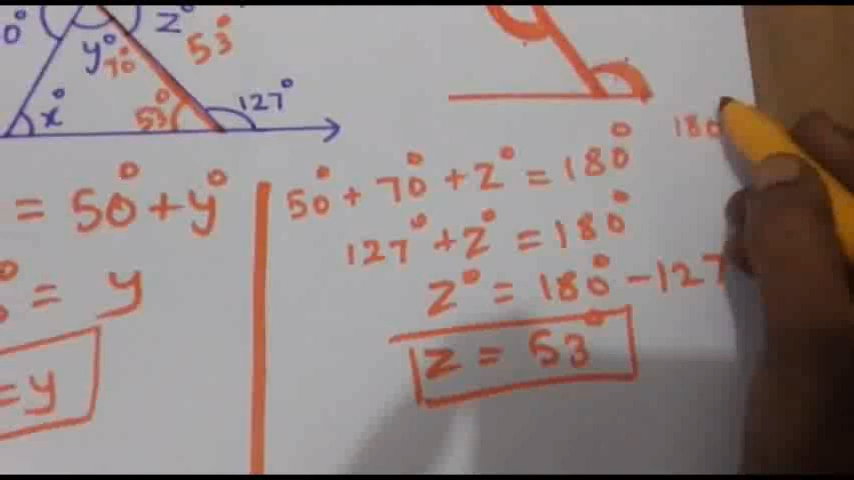 0° y° z° 53°
70°
x° 53° 127°
180
= 50° + y°
° = y
= y
50° + 70° + z° = 180°
127° + z° = 180°
z° = 180° - 127
z = 53°